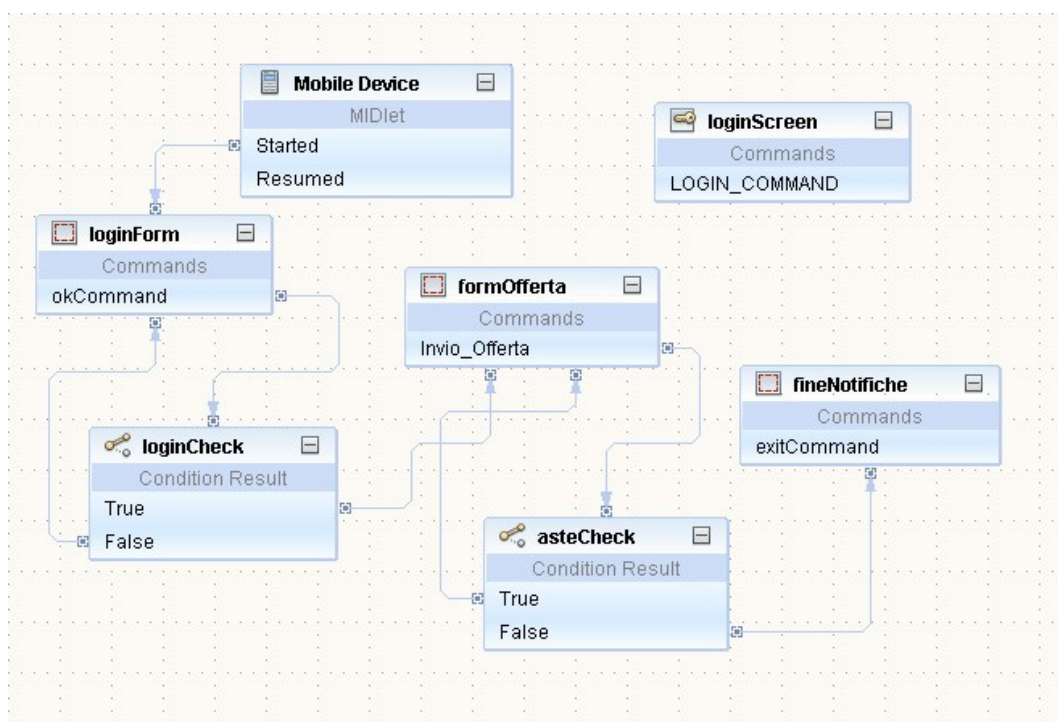 Mobile Device
MIDlet
Started
Resumed
loginScreen
Commands
LOGIN_COMMAND
loginForm
Commands
okCommand
formOfferta
Commands
Invio_Offerta
fineNotifiche
Commands
exitCommand
loginCheck
Condition Result
True
False
asteCheck
Condition Result
True
False